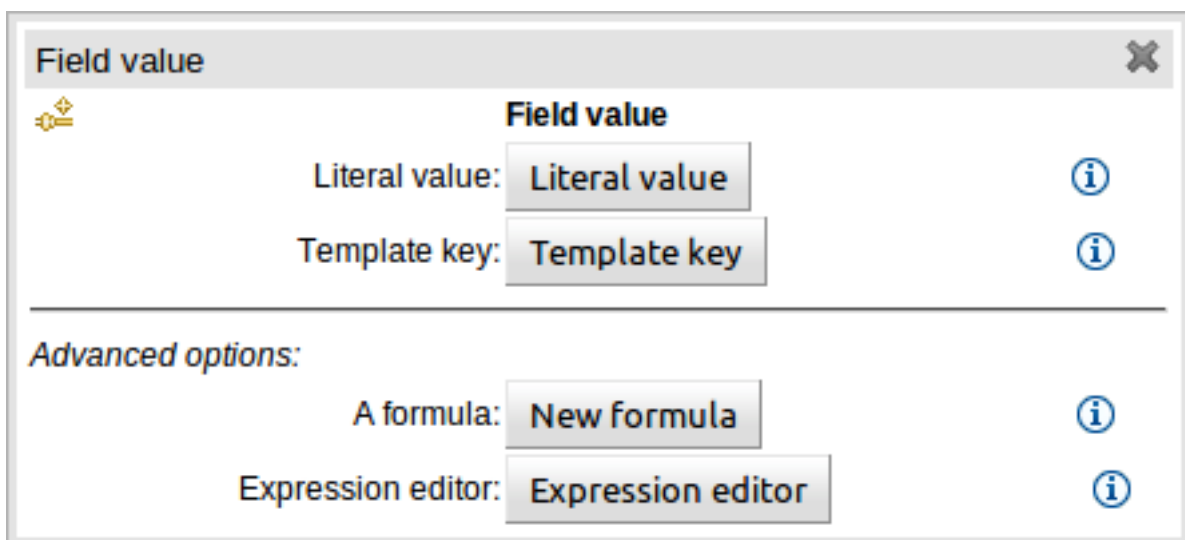 Field value
Field value
Literal value: Literal value
Template key: Template key
Advanced options:
A formula: New formula
Expression editor: Expression editor